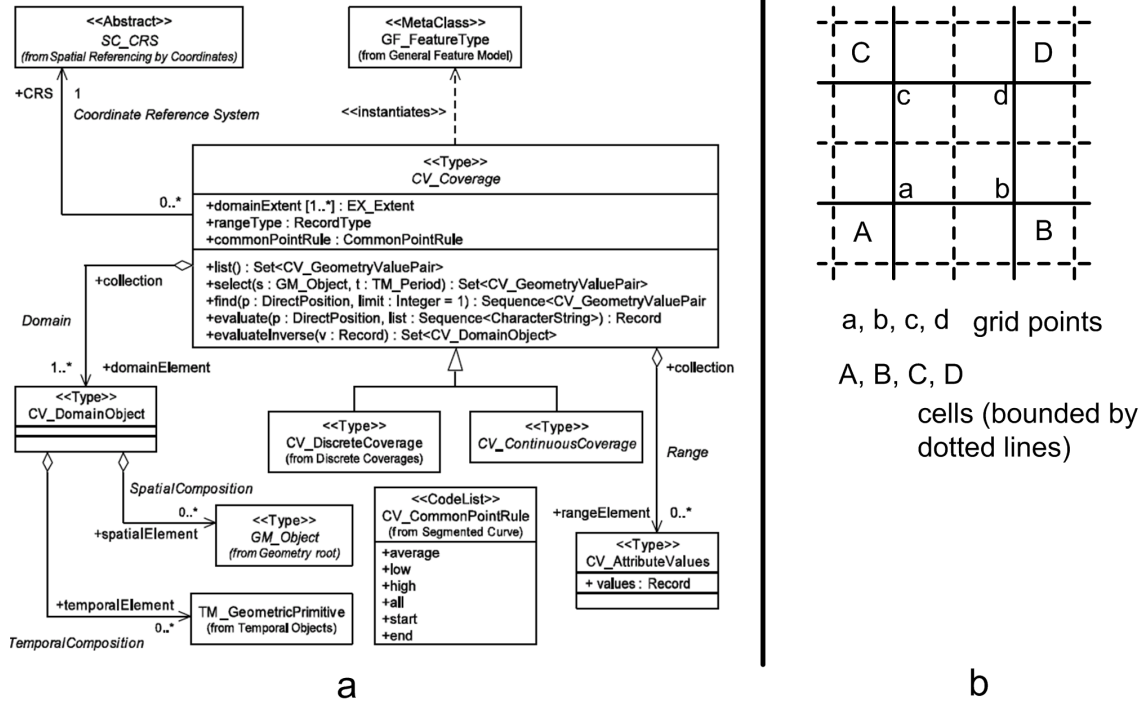 <<Abstract>>
SC_CRS
(from Spatial Referencing by Coordinates)
<<MetaClass>>
GF_FeatureType
(from General Feature Model)
+CRS
1
Coordinate Reference System
<<instantiates>>
0..*
<<Type>>
CV_Coverage
+domainExtent [1..*] : EX_Extent
+rangeType : RecordType
+commonPointRule : CommonPointRule
+list() : Set<CV_GeometryValuePair>
+select(s : GM_Object, t : TM_Period) : Set<CV_GeometryValuePair>
+find(p : DirectPosition, limit : Integer = 1) : Sequence<CV_GeometryValuePair
+evaluate(p : DirectPosition, list : Sequence<CharacterString>) : Record
+evaluateInverse(v : Record) : Set<CV_DomainObject>
+collection
Domain
1..*
+domainElement
<<Type>>
CV_DomainObject
+collection
<<Type>>
CV_DiscreteCoverage
(from Discrete Coverages)
<<Type>>
CV_ContinuousCoverage
Range
SpatialComposition
0..*
+spatialElement
<<Type>>
GM_Object
(from Geometry root)
<<CodeList>>
CV_CommonPointRule
(from Segmented Curve)
+average
+low
+high
+all
+start
+end
+rangeElement
0..*
<<Type>>
CV_AttributeValues
+ values : Record
+temporalElement
0..*
TemporalComposition
TM_GeometricPrimitive
(from Temporal Objects)
a
C
D
c
d
a
b
A
B
a, b, c, d grid points
A, B, C, D
cells (bounded by
dotted lines)
b